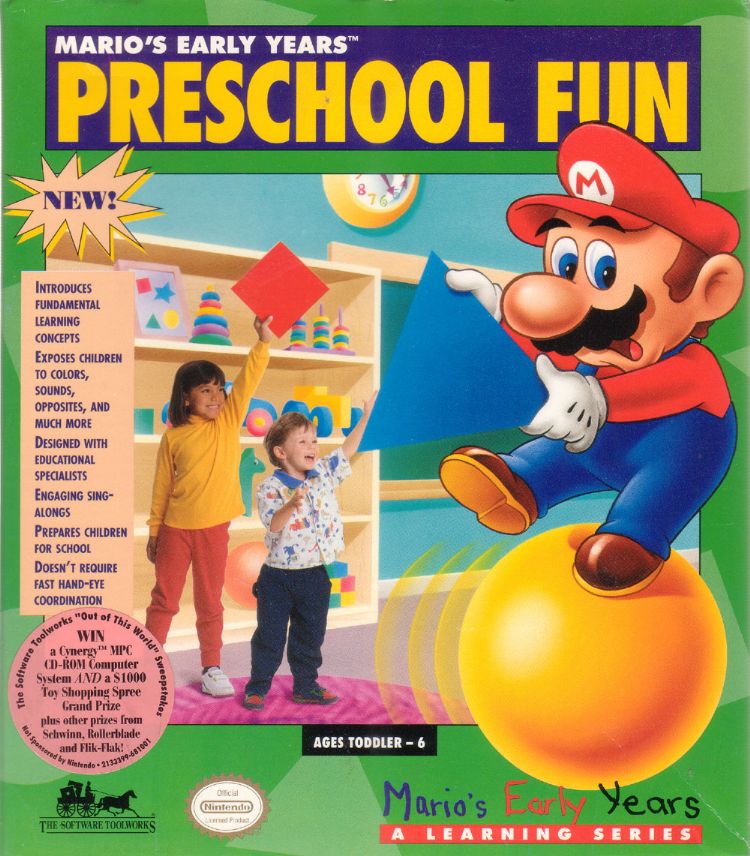 MARIO'S EARLY YEARS™
PRESCHOOL FUN
M
NEW!
INTRODUCES
FUNDAMENTAL
LEARNING
CONCEPTS
EXPOSES CHILDREN
TO COLORS,
SOUNDS,
OPPOSITES, AND
MUCH MORE
DESIGNED WITH
EDUCATIONAL
SPECIALISTS
ENGAGING SING-
ALONGS
PREPARES CHILDREN
FOR SCHOOL
DOESN'T REQUIRE
FAST HAND-EYE
COORDINATION
The Software Toolworks "Out of This World" Sweepstakes
WIN
a Cynergy™ MPC
CD-ROM Computer
System AND a $1000
Toy Shopping Spree
Grand Prize
plus other prizes from
Schwinn, Rollerblade
and Flik-Flak!
Not Sponsored by Nintendo • 2133399-681001
AGES TODDLER – 6
THE SOFTWARE TOOLWORKS
Official
Nintendo
Licensed Product
Mario's Early Years
A LEARNING SERIES